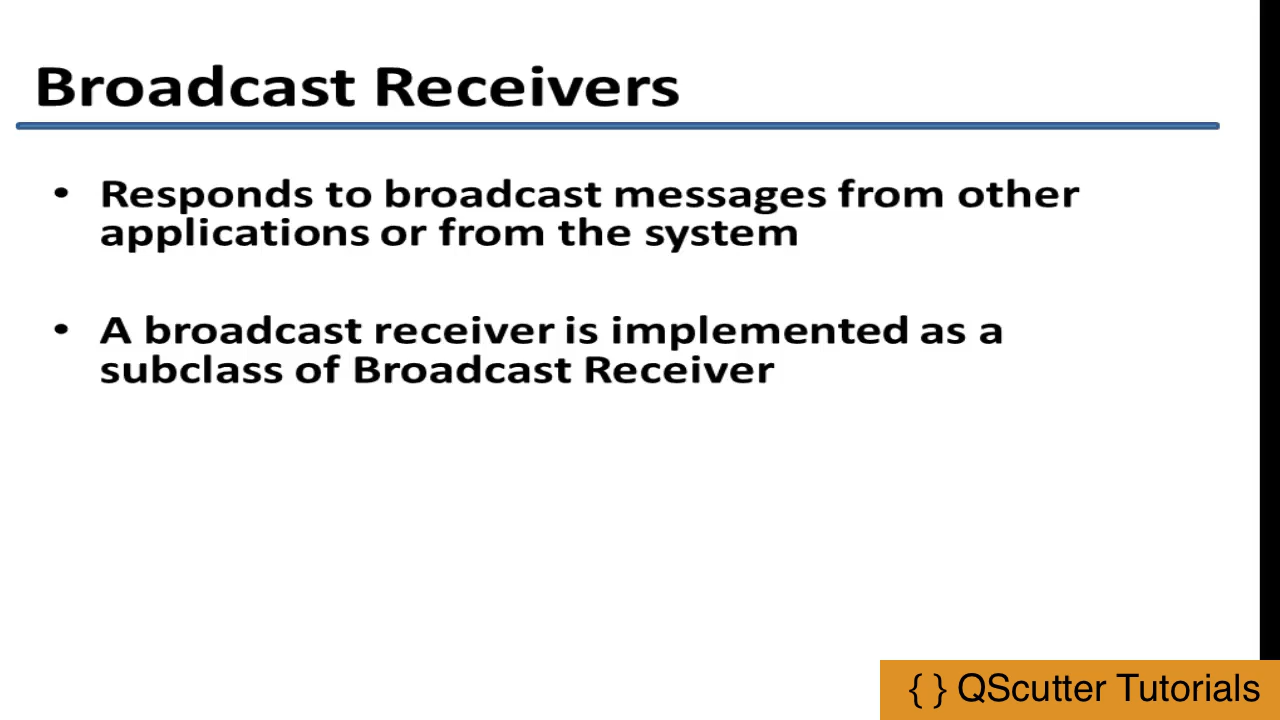 Broadcast Receivers
• Responds to broadcast messages from other
applications or from the system
• A broadcast receiver is implemented as a
subclass of Broadcast Receiver
{ } QScutter Tutorials